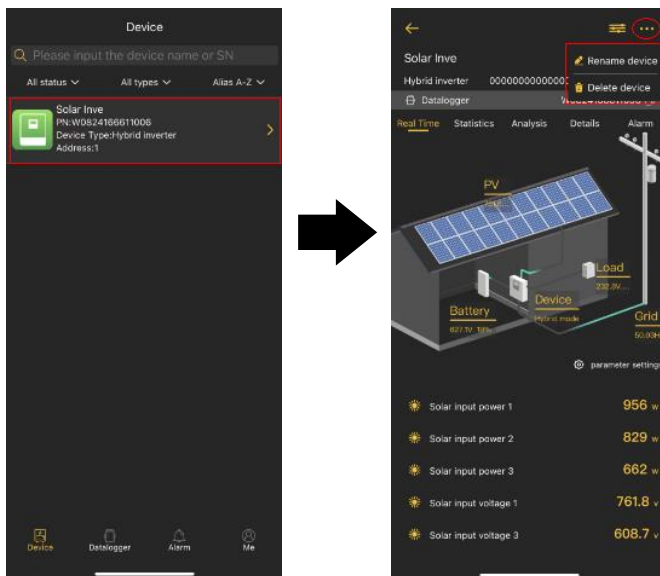 Device
Please input the device name or SN
All status
All types
Alias A-Z
Solar Inve
PN:W0824166611006
Device Type:Hybrid inverter
Address:1
Device
Datalogger
Alarm
Me
Solar Inve
Rename device
Hybrid inverter
Delete device
Datalogger
Real Time
Statistics
Analysis
Details
Alarm
PV
Load
232.8V,...
Device
Hybrid mode
Battery
Grid
parameter settings
Solar input power 1
956 w
Solar input power 2
829 w
Solar input power 3
662 w
Solar input voltage 1
761.8 v
Solar input voltage 3
608.7 v